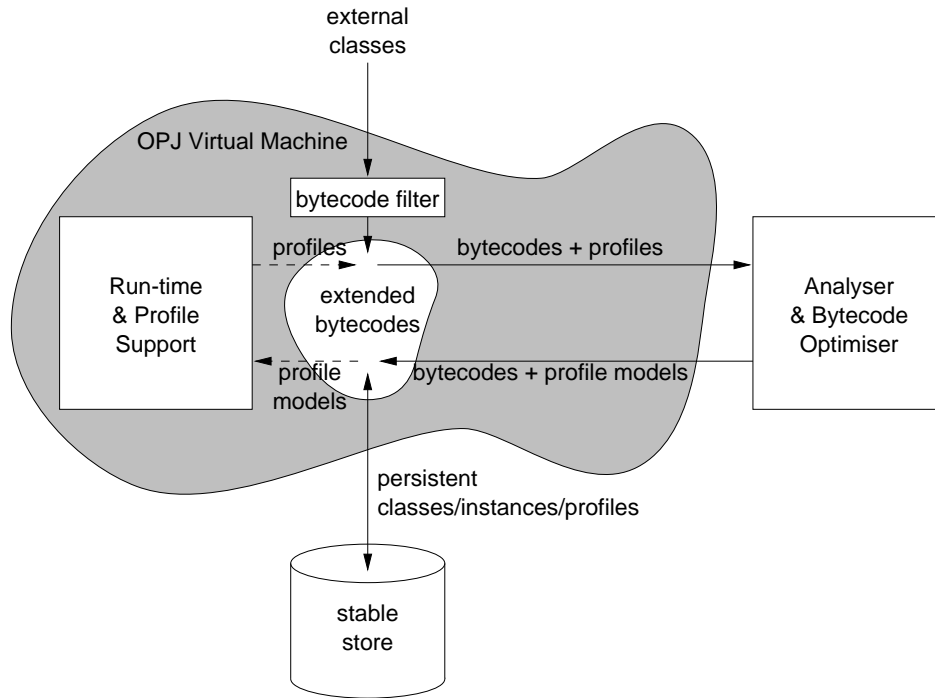 external
classes
OPJ Virtual Machine
bytecode filter
profiles
bytecodes + profiles
Run-time
& Profile
Support
extended
bytecodes
Analyser
& Bytecode
Optimiser
profile
models
bytecodes + profile models
persistent
classes/instances/profiles
stable
store